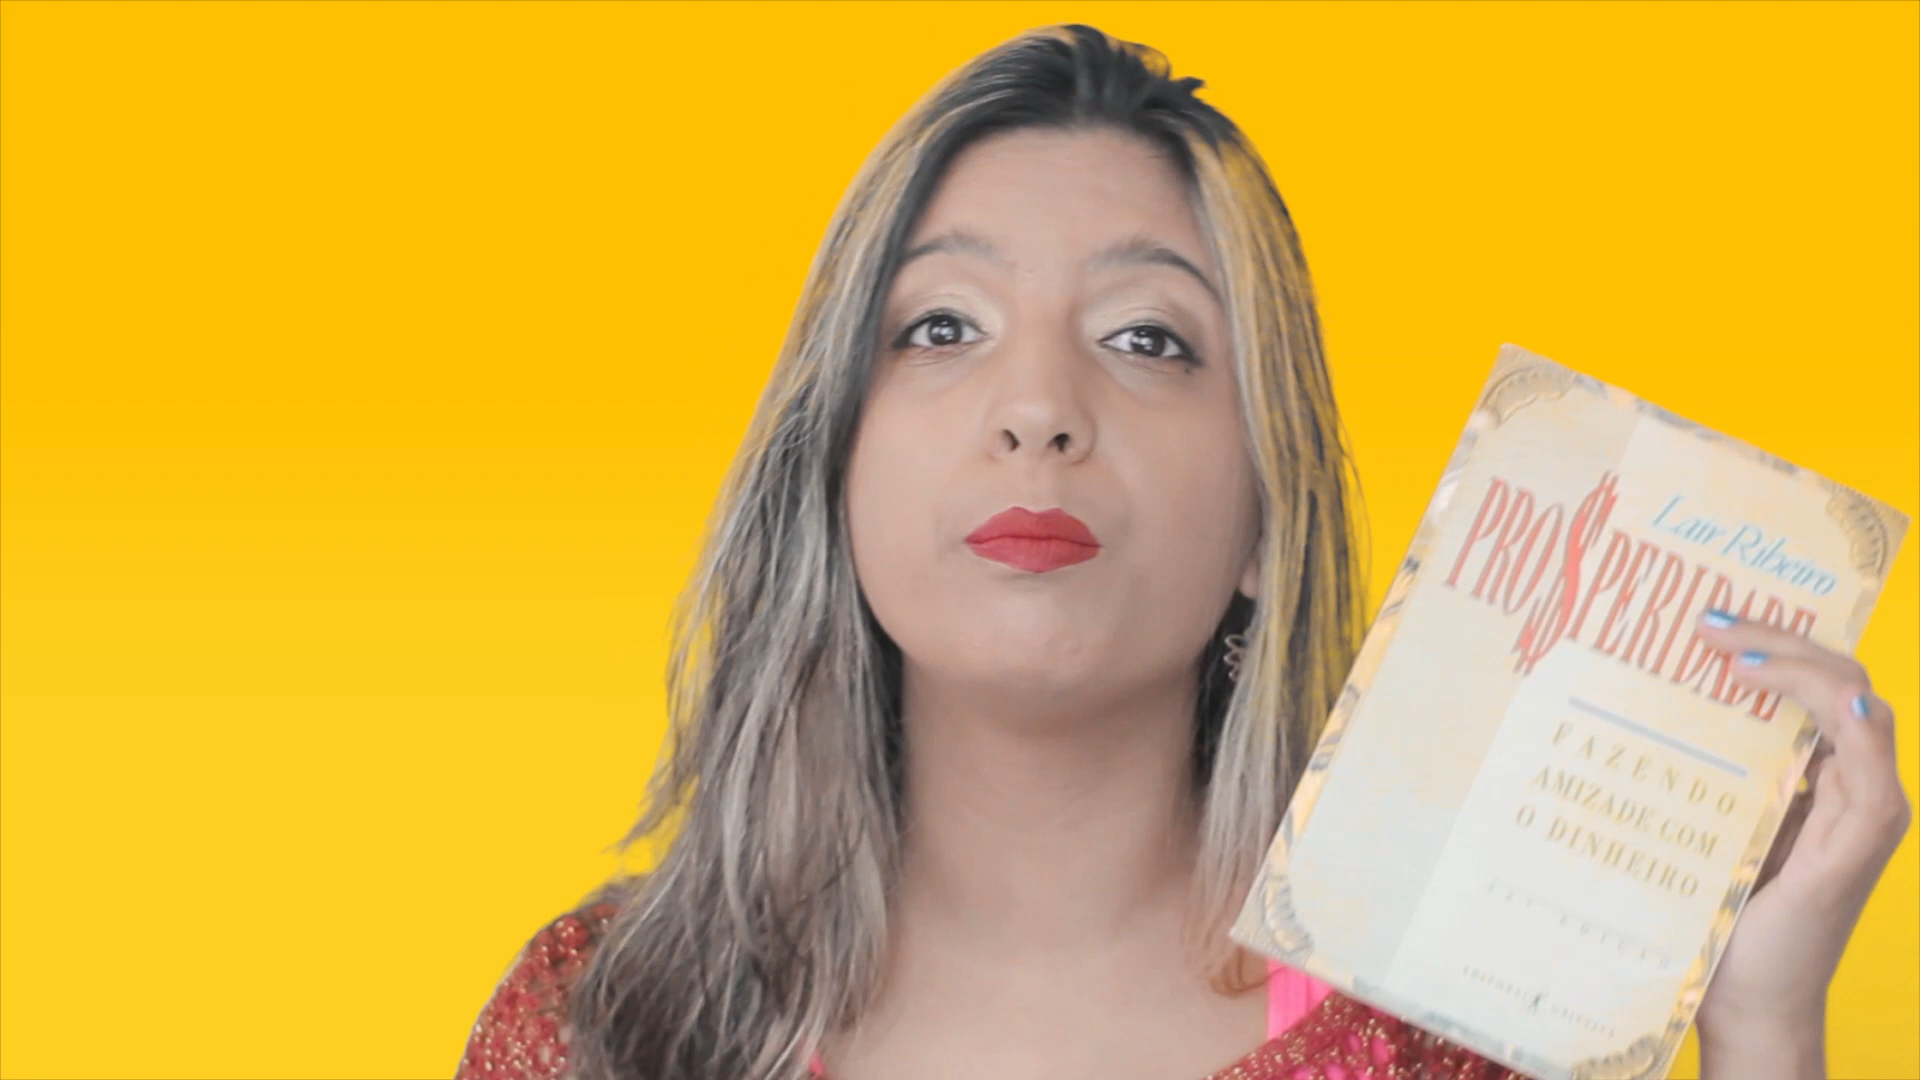 Lair Ribeiro
PRO$PERIDADE
FAZENDO
AMIZADE COM
O DINHEIRO